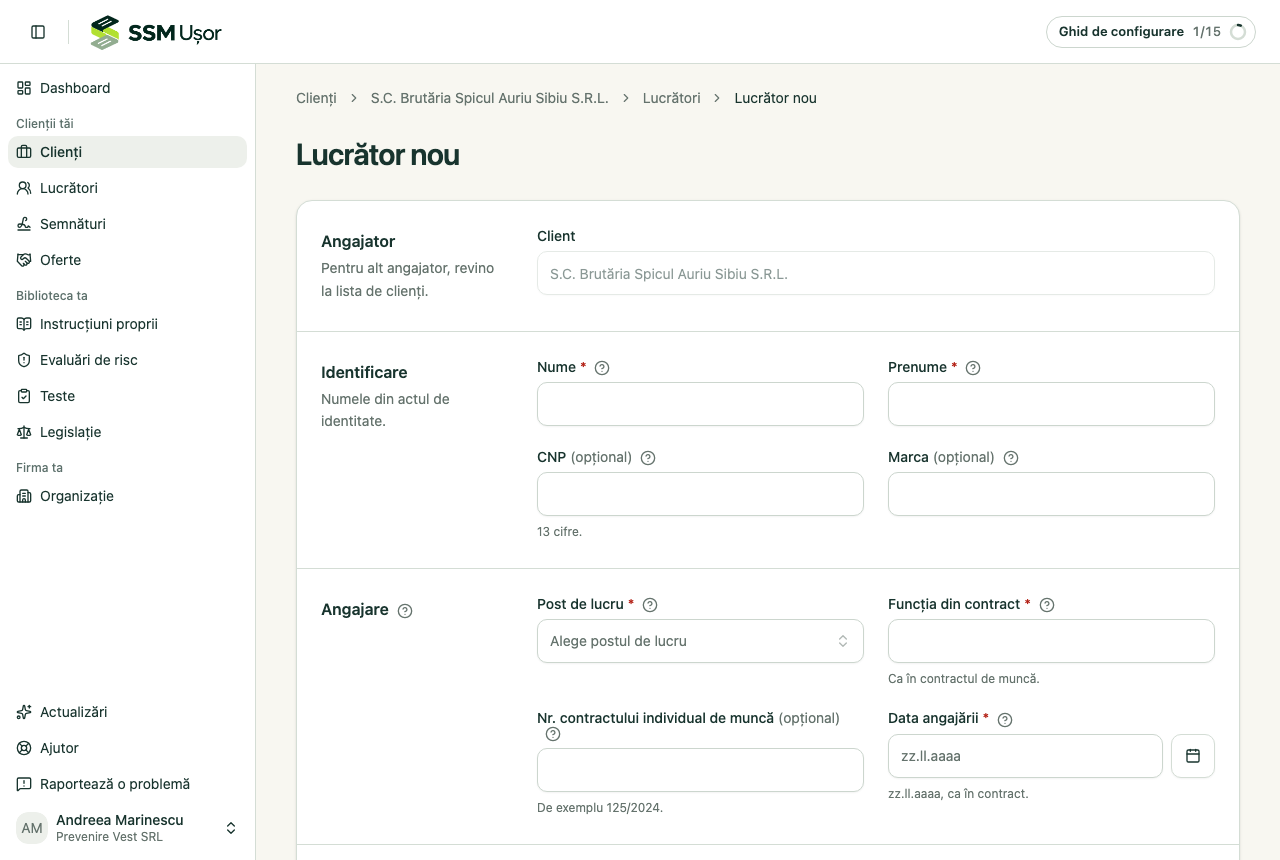 SSM Ușor
Ghid de configurare 1/15
Dashboard
Clienții tăi
Clienți
Lucrători
Semnături
Oferte
Biblioteca ta
Instrucțiuni proprii
Evaluări de risc
Teste
Legislație
Firma ta
Organizație
Actualizări
Ajutor
Raportează o problemă
AM
Andreea Marinescu
Prevenire Vest SRL
Clienți > S.C. Brutăria Spicul Auriu Sibiu S.R.L. > Lucrători > Lucrător nou
Lucrător nou
Angajator
Pentru alt angajator, revino
la lista de clienți.
Client
S.C. Brutăria Spicul Auriu Sibiu S.R.L.
Identificare
Numele din actul de
identitate.
Nume *
Prenume *
CNP (opțional)
Marca (opțional)
13 cifre.
Angajare
Post de lucru *
Funcția din contract *
Alege postul de lucru
Ca în contractul de muncă.
Nr. contractului individual de muncă (opțional)
Data angajării *
zz.ll.aaaa
De exemplu 125/2024.
zz.ll.aaaa, ca în contract.